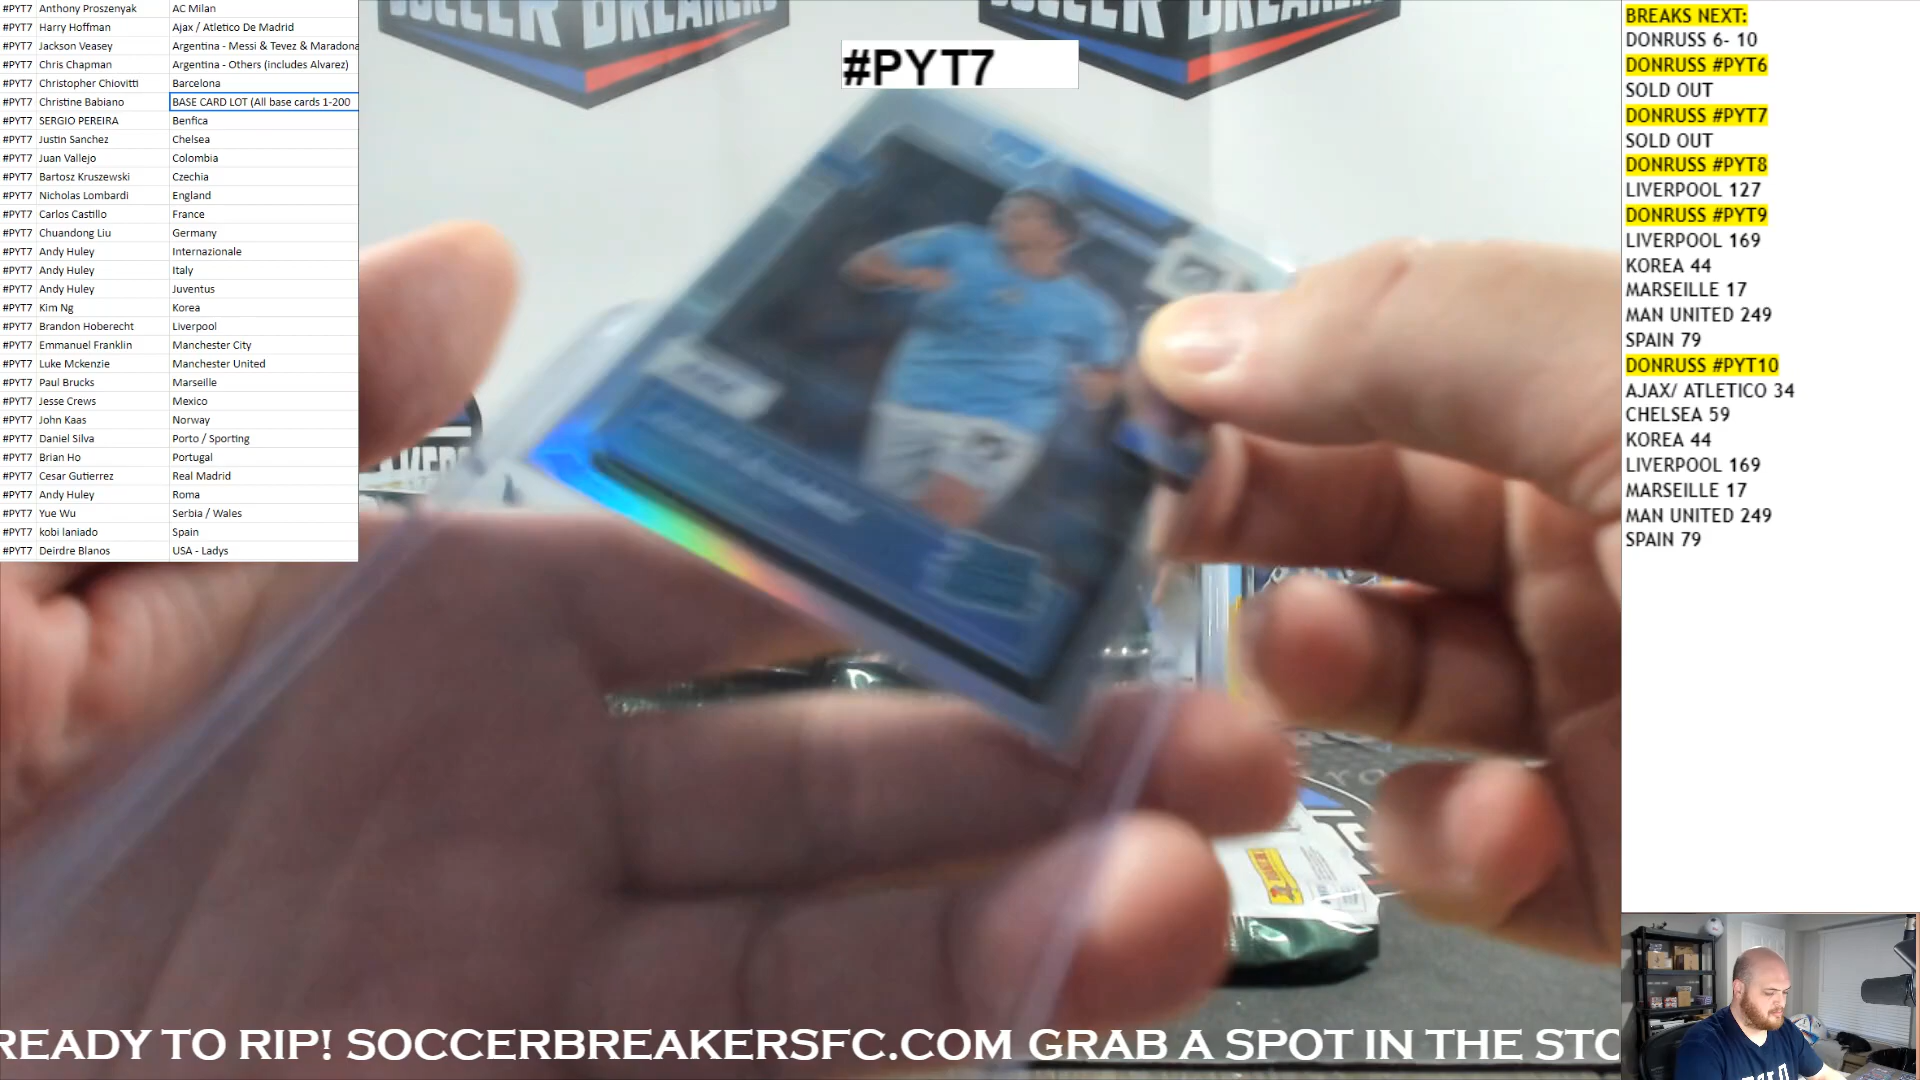 #PYT7 Anthony Proszenyak AC Milan
#PYT7 Harry Hoffman Ajax / Atletico De Madrid
#PYT7 Jackson Veasey Argentina - Messi & Tevez & Maradona
#PYT7 Chris Chapman Argentina - Others (includes Alvarez)
#PYT7 Christopher Chiovitti Barcelona
#PYT7 Christine Babiano BASE CARD LOT (All base cards 1-200
#PYT7 SERGIO PEREIRA Benfica
#PYT7 Justin Sanchez Chelsea
#PYT7 Juan Vallejo Colombia
#PYT7 Bartosz Kruszewski Czechia
#PYT7 Nicholas Lombardi England
#PYT7 Carlos Castillo France
#PYT7 Chuandong Liu Germany
#PYT7 Andy Huley Internazionale
#PYT7 Andy Huley Italy
#PYT7 Andy Huley Juventus
#PYT7 Kim Ng Korea
#PYT7 Brandon Hoberecht Liverpool
#PYT7 Emmanuel Franklin Manchester City
#PYT7 Luke Mckenzie Manchester United
#PYT7 Paul Brucks Marseille
#PYT7 Jesse Crews Mexico
#PYT7 John Kaas Norway
#PYT7 Daniel Silva Porto / Sporting
#PYT7 Brian Ho Portugal
#PYT7 Cesar Gutierrez Real Madrid
#PYT7 Andy Huley Roma
#PYT7 Yue Wu Serbia / Wales
#PYT7 kobi laniado Spain
#PYT7 Deirdre Blanos USA - Ladys
SOCCER BREAKERS
SOCCER BREAKERS
#PYT7
PANINI
BREAKS NEXT:
DONRUSS 6- 10
DONRUSS #PYT6
SOLD OUT
DONRUSS #PYT7
SOLD OUT
DONRUSS #PYT8
LIVERPOOL 127
DONRUSS #PYT9
LIVERPOOL 169
KOREA 44
MARSEILLE 17
MAN UNITED 249
SPAIN 79
DONRUSS #PYT10
AJAX/ ATLETICO 34
CHELSEA 59
KOREA 44
LIVERPOOL 169
MARSEILLE 17
MAN UNITED 249
SPAIN 79
READY TO RIP! SOCCERBREAKERSFC.COM GRAB A SPOT IN THE STO